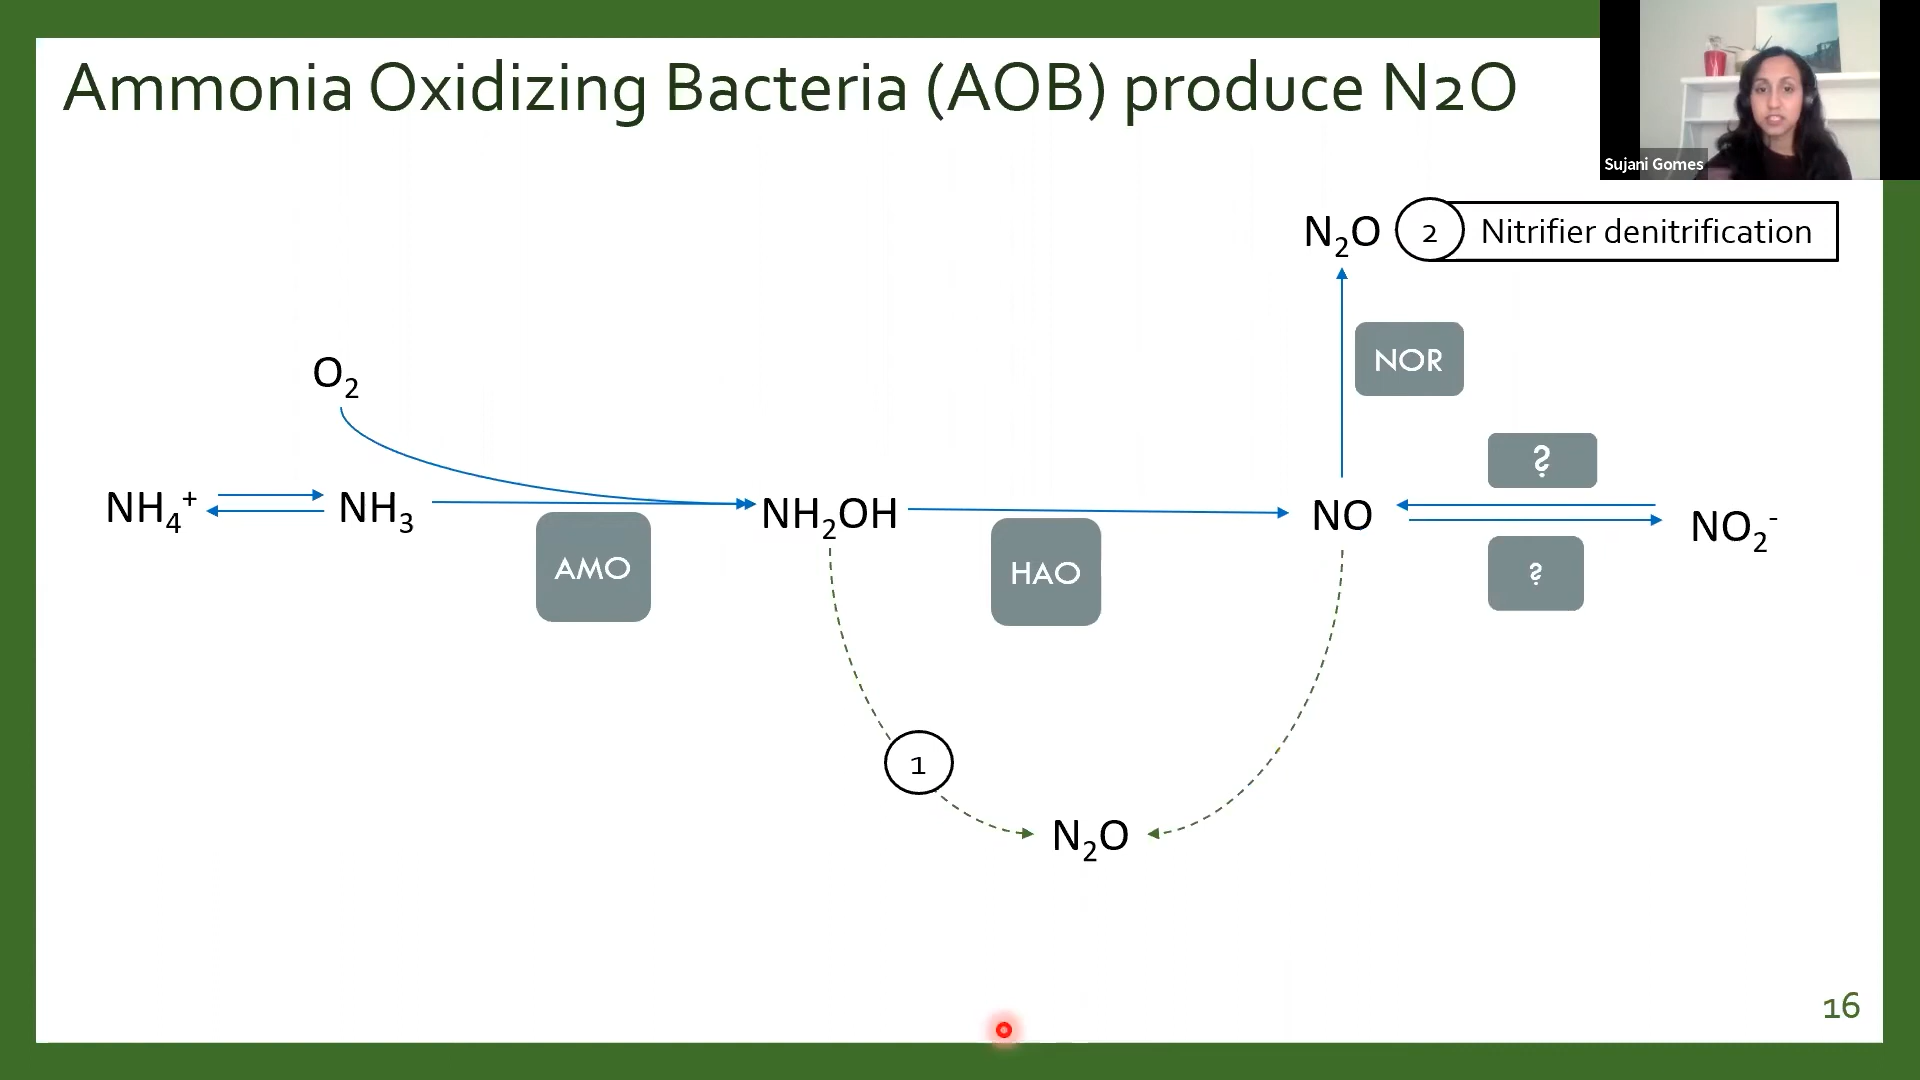 Ammonia Oxidizing Bacteria (AOB) produce N2O
Sujani Gomes
N₂O 2 Nitrifier denitrification
NOR
O₂
?
NH₄⁺ NH₃ NH₂OH NO NO₂⁻
AMO HAO ?
1
N₂O
16